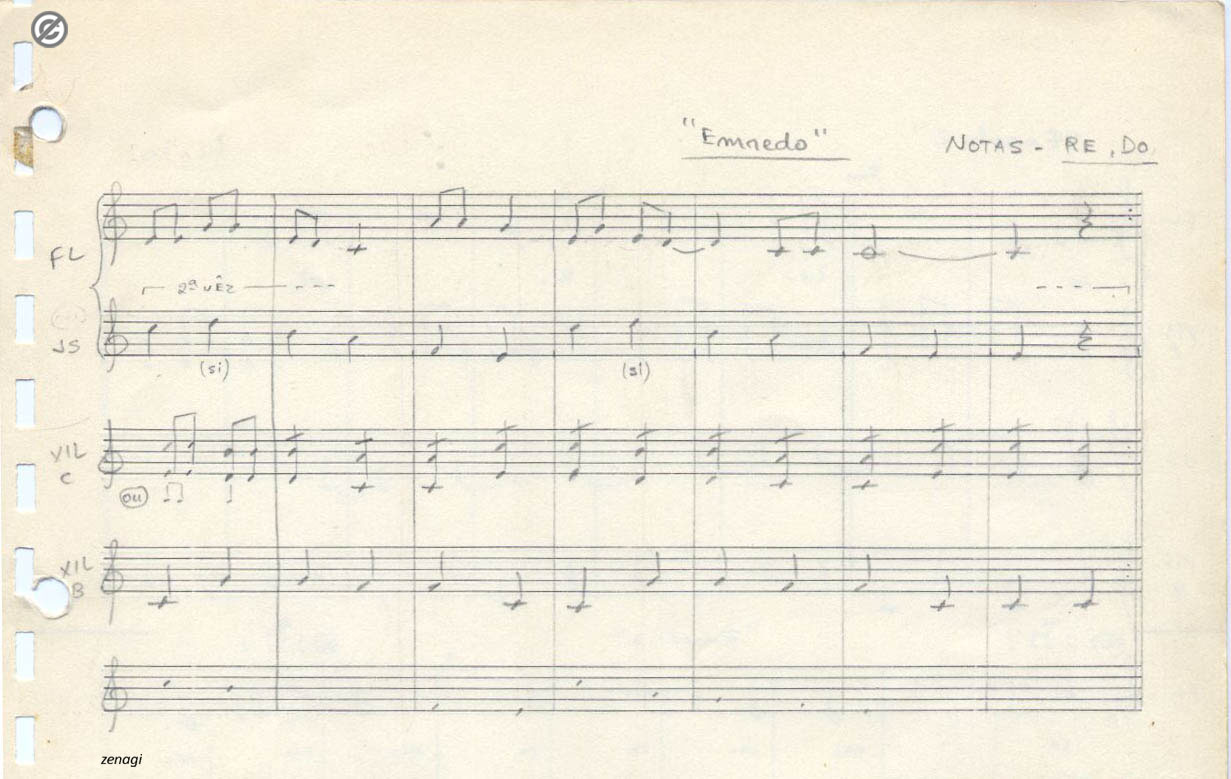 "Emnedo" NOTAS - RE, DO
FL
2ª vêz
JS
(si) (si)
XIL
C
ou
XIL
B
zenagi